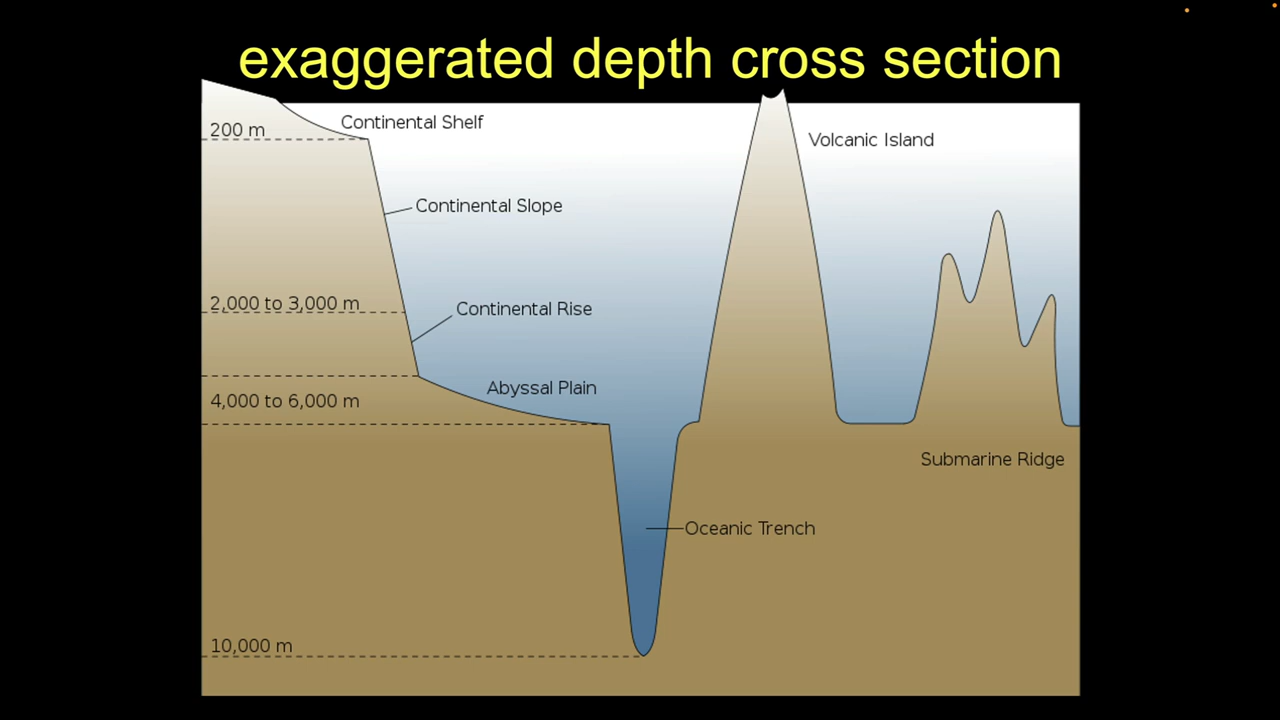 exaggerated depth cross section
Continental Shelf
200 m
Volcanic Island
Continental Slope
2,000 to 3,000 m
Continental Rise
Abyssal Plain
4,000 to 6,000 m
Submarine Ridge
Oceanic Trench
10,000 m